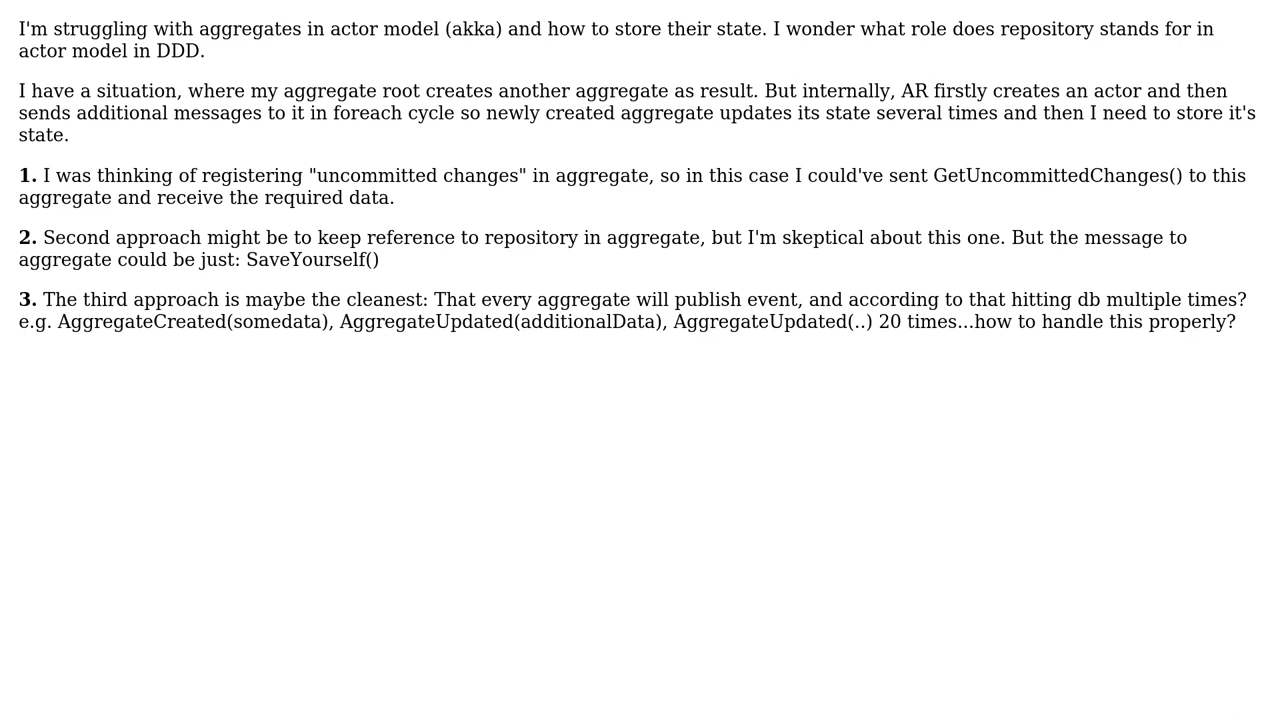 I'm struggling with aggregates in actor model (akka) and how to store their state. I wonder what role does repository stands for in
actor model in DDD.
I have a situation, where my aggregate root creates another aggregate as result. But internally, AR firstly creates an actor and then
sends additional messages to it in foreach cycle so newly created aggregate updates its state several times and then I need to store it's
state.
1. I was thinking of registering "uncommitted changes" in aggregate, so in this case I could've sent GetUncommittedChanges() to this
aggregate and receive the required data.
2. Second approach might be to keep reference to repository in aggregate, but I'm skeptical about this one. But the message to
aggregate could be just: SaveYourself()
3. The third approach is maybe the cleanest: That every aggregate will publish event, and according to that hitting db multiple times?
e.g. AggregateCreated(somedata), AggregateUpdated(additionalData), AggregateUpdated(..) 20 times...how to handle this properly?